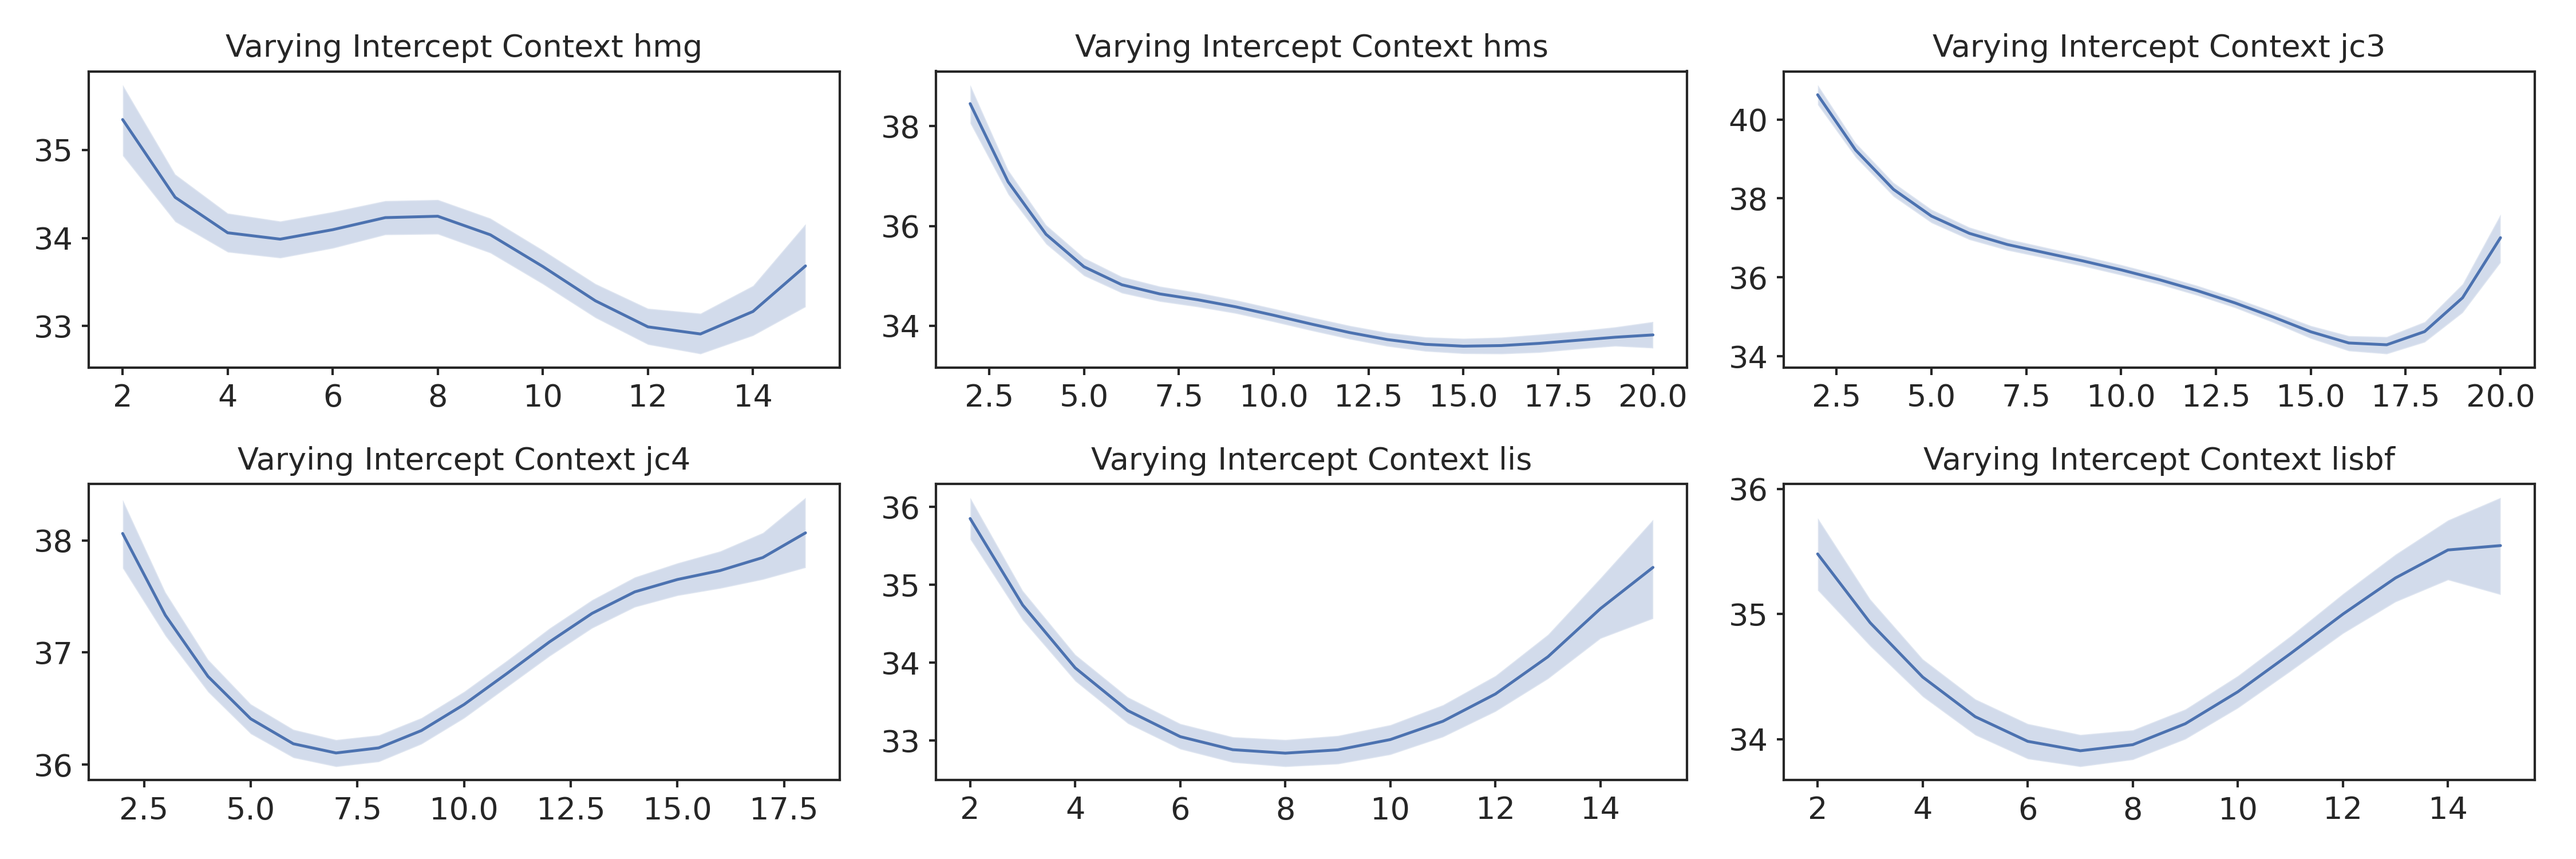 Varying Intercept Context hmg
35
34
33
2 4 6 8 10 12 14
Varying Intercept Context hms
38
36
34
2.5 5.0 7.5 10.0 12.5 15.0 17.5 20.0
Varying Intercept Context jc3
40
38
36
34
2.5 5.0 7.5 10.0 12.5 15.0 17.5 20.0
Varying Intercept Context jc4
38
37
36
2.5 5.0 7.5 10.0 12.5 15.0 17.5
Varying Intercept Context lis
36
35
34
33
2 4 6 8 10 12 14
Varying Intercept Context lisbf
36
35
34
2 4 6 8 10 12 14